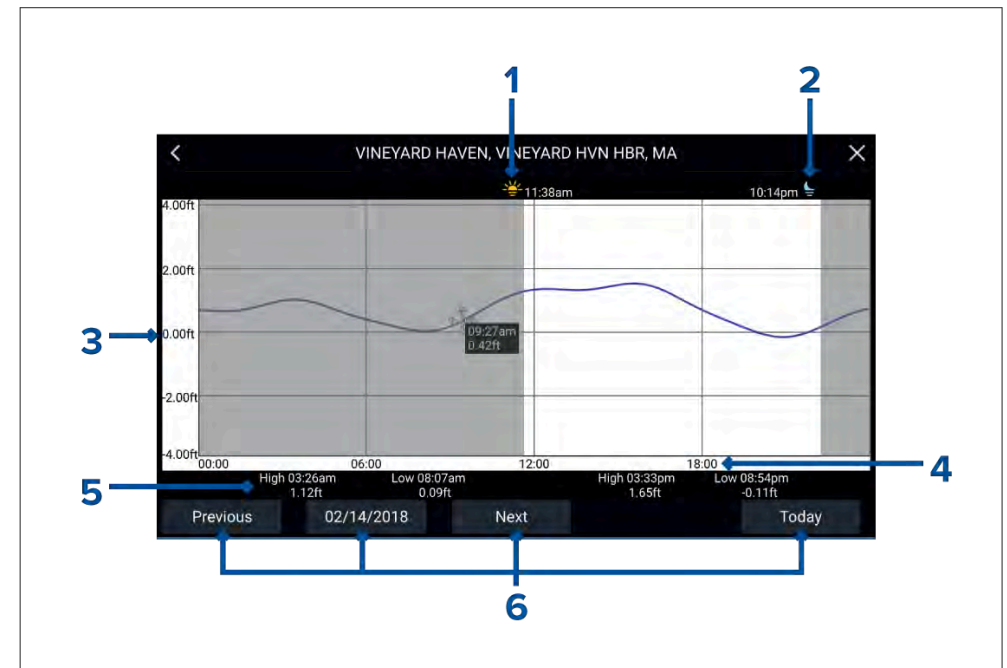 1 2
VINEYARD HAVEN, VINEYARD HVN HBR, MA
11:38am 10:14pm
4.00ft
2.00ft
3
0.00ft
09:27am
0.42ft
-2.00ft
-4.00ft
00:00 06:00 12:00 18:00
4
High 03:26am Low 08:07am High 03:33pm Low 08:54pm
5
1.12ft 0.09ft 1.65ft -0.11ft
Previous 02/14/2018 Next Today
6